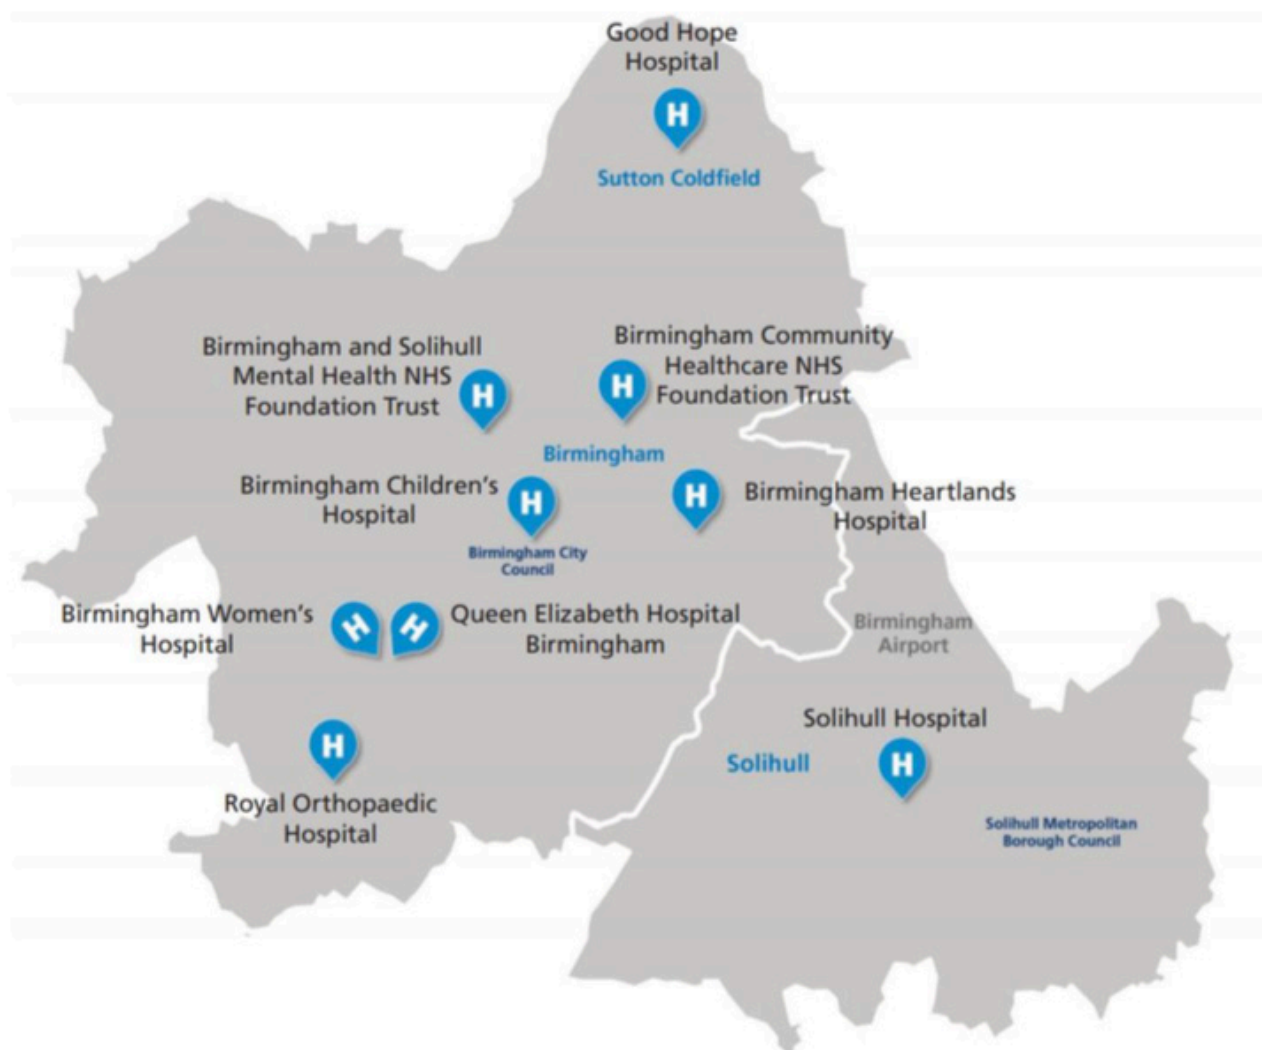 Good Hope
Hospital
H
Sutton Coldfield
Birmingham and Solihull
Mental Health NHS
Foundation Trust
H
Birmingham Community
Healthcare NHS
Foundation Trust
H
Birmingham
Birmingham Children's
Hospital
H
Birmingham Heartlands
Hospital
H
Birmingham City
Council
Birmingham Women's
Hospital
H
H
Queen Elizabeth Hospital
Birmingham
Birmingham
Airport
Solihull Hospital
H
Solihull
H
Royal Orthopaedic
Hospital
Solihull Metropolitan
Borough Council